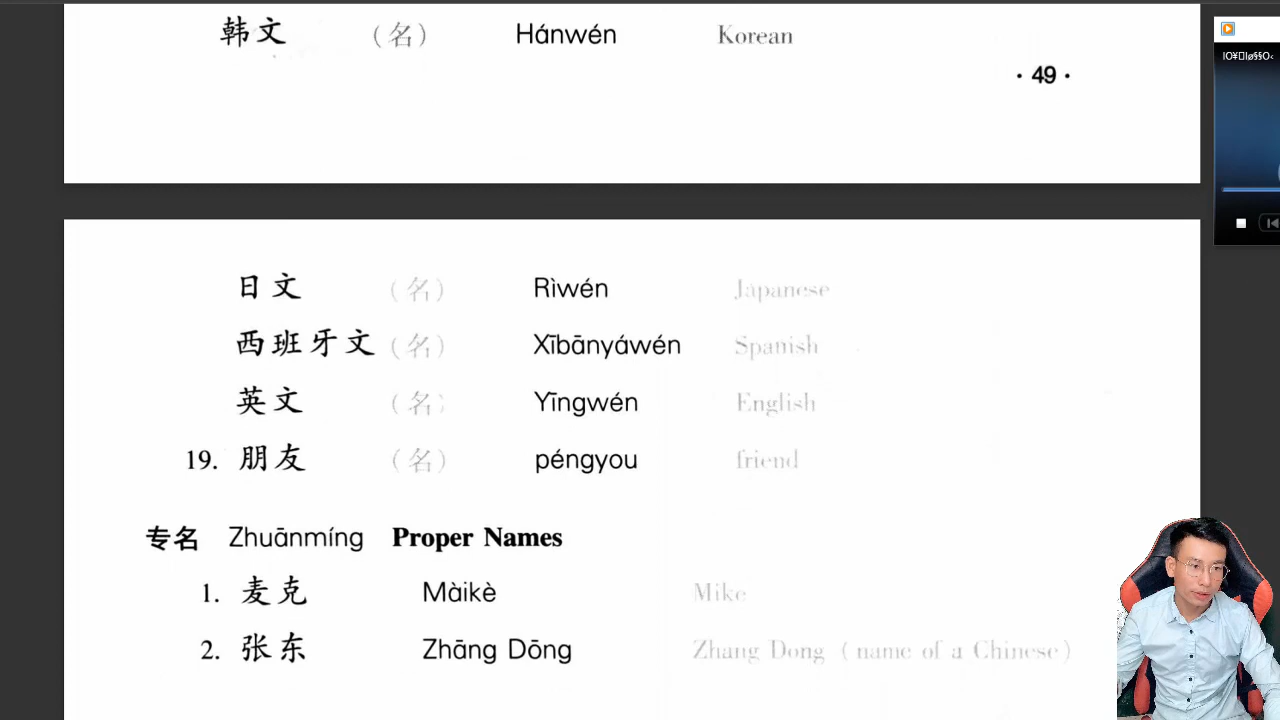 韩文 （名） Hánwén Korean
· 49 ·
日文 （名） Rìwén Japanese
西班牙文 （名） Xībānyáwén Spanish
英文 （名） Yīngwén English
19. 朋友 （名） péngyou friend
专名 Zhuānmíng Proper Names
1. 麦克 Màikè Mike
2. 张东 Zhāng Dōng Zhang Dong （name of a Chinese）